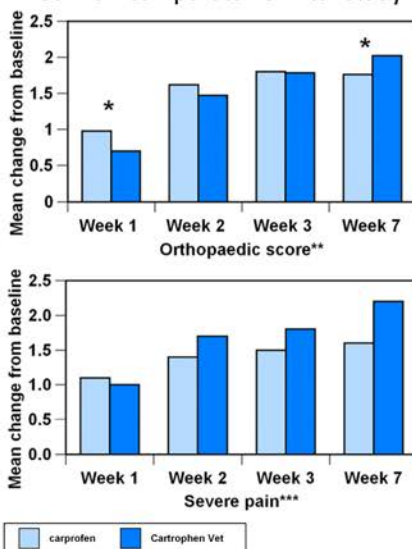 2.5
2
1.5
1
0.5
0
Mean change from baseline
*
*
Week 1 Week 2 Week 3 Week 7
Orthopaedic score**
2.5
2.0
1.5
1.0
0.5
0.0
Mean change from baseline
Week 1 Week 2 Week 3 Week 7
Severe pain***
carprofen Cartrophen Vet